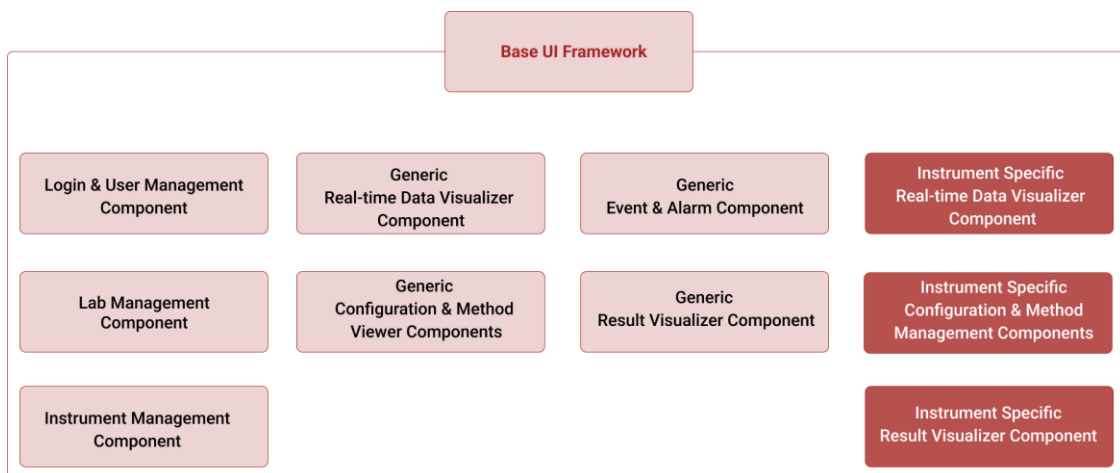 Base UI Framework
Login & User Management
Component
Generic
Real-time Data Visualizer
Component
Generic
Event & Alarm Component
Instrument Specific
Real-time Data Visualizer
Component
Lab Management
Component
Generic
Configuration & Method
Viewer Components
Generic
Result Visualizer Component
Instrument Specific
Configuration & Method
Management Components
Instrument Management
Component
Instrument Specific
Result Visualizer Component